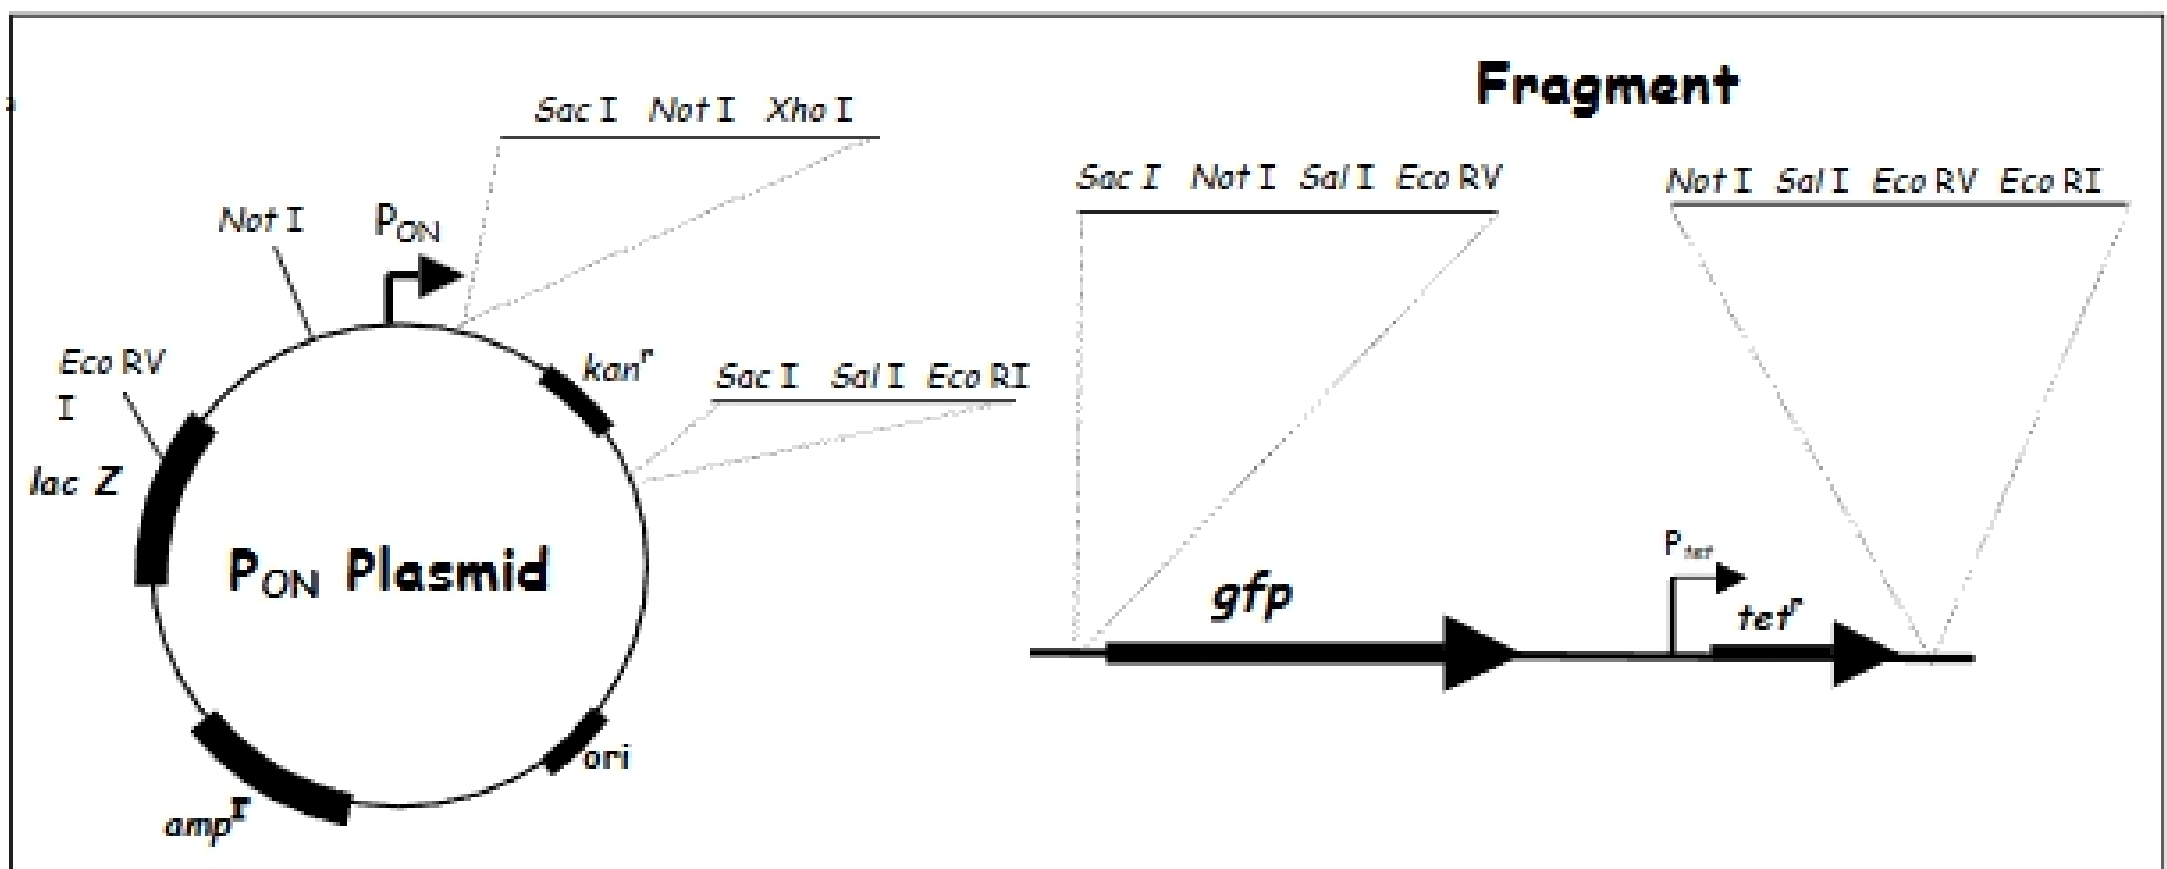 Fragment
Sac I Not I Xho I
Sac I Not I Sal I Eco RV
Not I Sal I Eco RV Eco RI
Not I
PON
Eco RV
I
kanr
Sac I Sal I Eco RI
lac Z
PON Plasmid
gfp
Ptet
tetr
ori
ampr